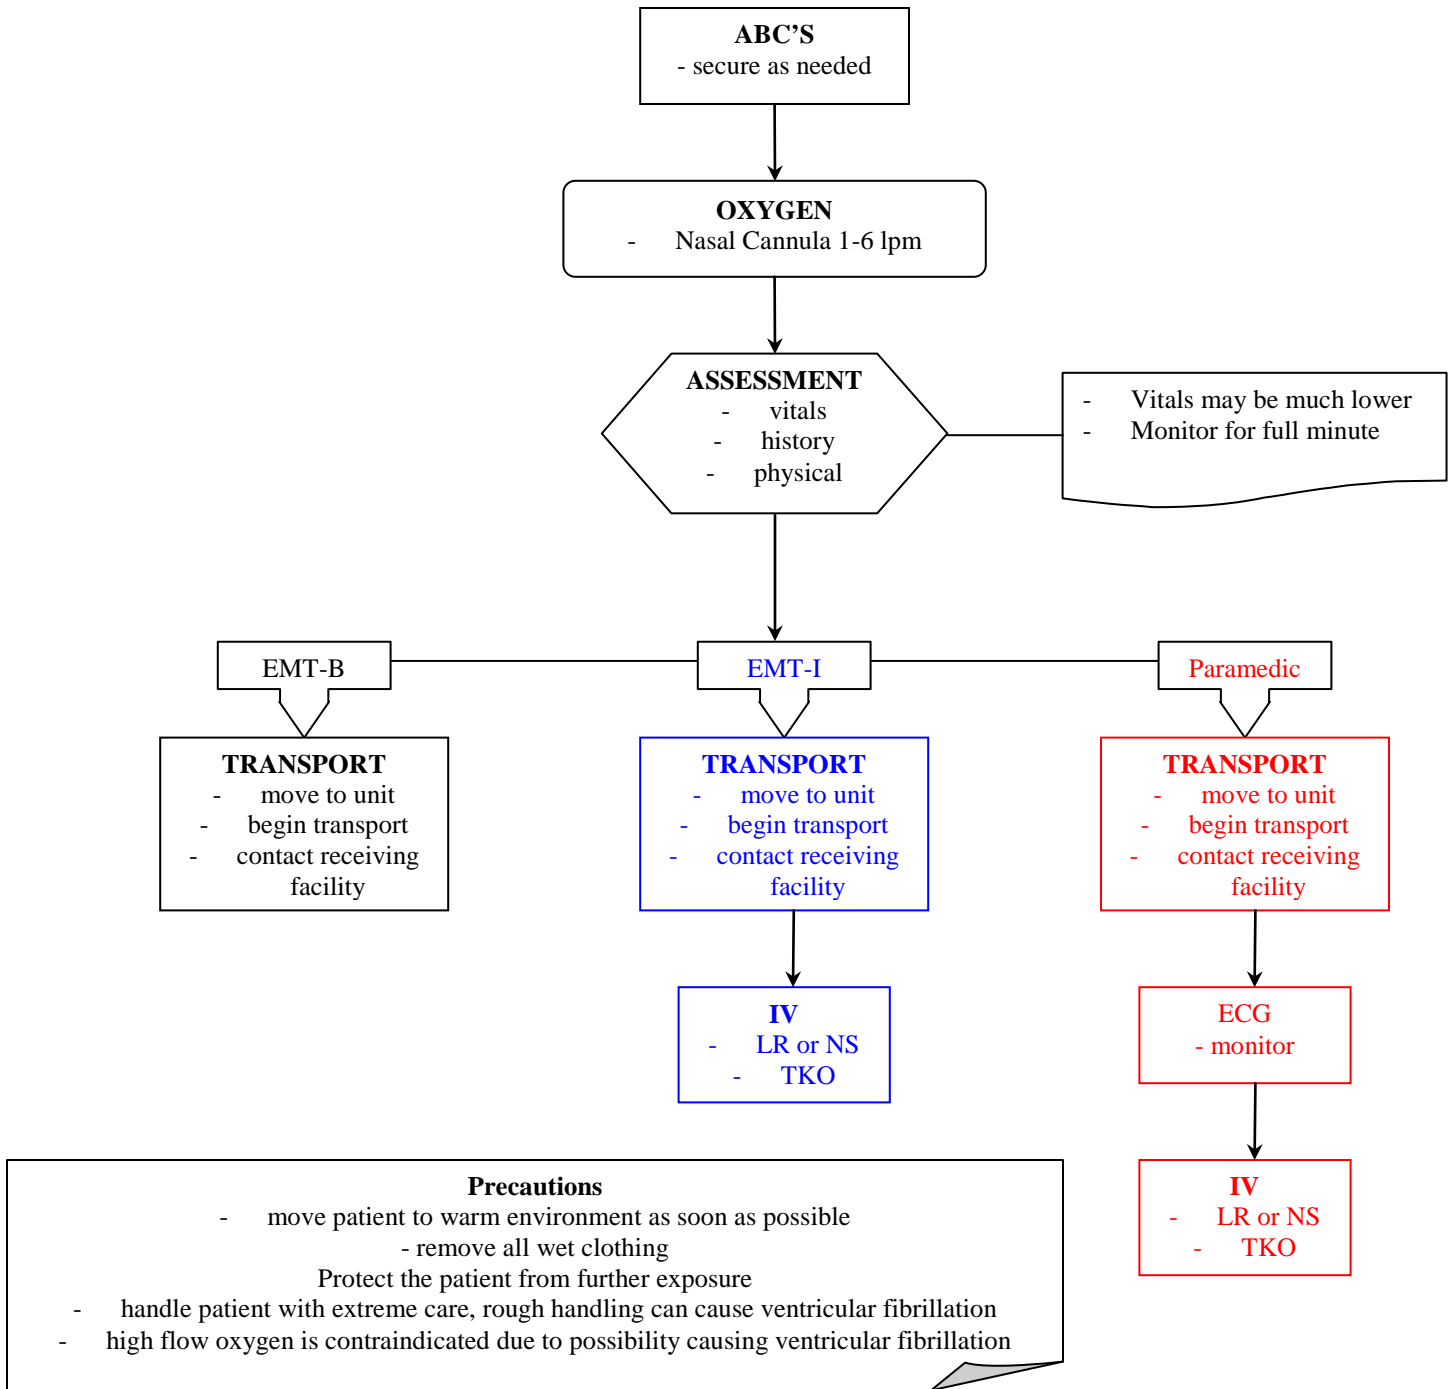 ABC’S
- secure as needed
OXYGEN
- Nasal Cannula 1-6 lpm
ASSESSMENT
- vitals
- history
- physical
- Vitals may be much lower
- Monitor for full minute
EMT-B
EMT-I
Paramedic
TRANSPORT
- move to unit
- begin transport
- contact receiving
facility
TRANSPORT
- move to unit
- begin transport
- contact receiving
facility
TRANSPORT
- move to unit
- begin transport
- contact receiving
facility
IV
- LR or NS
- TKO
ECG
- monitor
IV
- LR or NS
- TKO
Precautions
- move patient to warm environment as soon as possible
- remove all wet clothing
Protect the patient from further exposure
- handle patient with extreme care, rough handling can cause ventricular fibrillation
- high flow oxygen is contraindicated due to possibility causing ventricular fibrillation